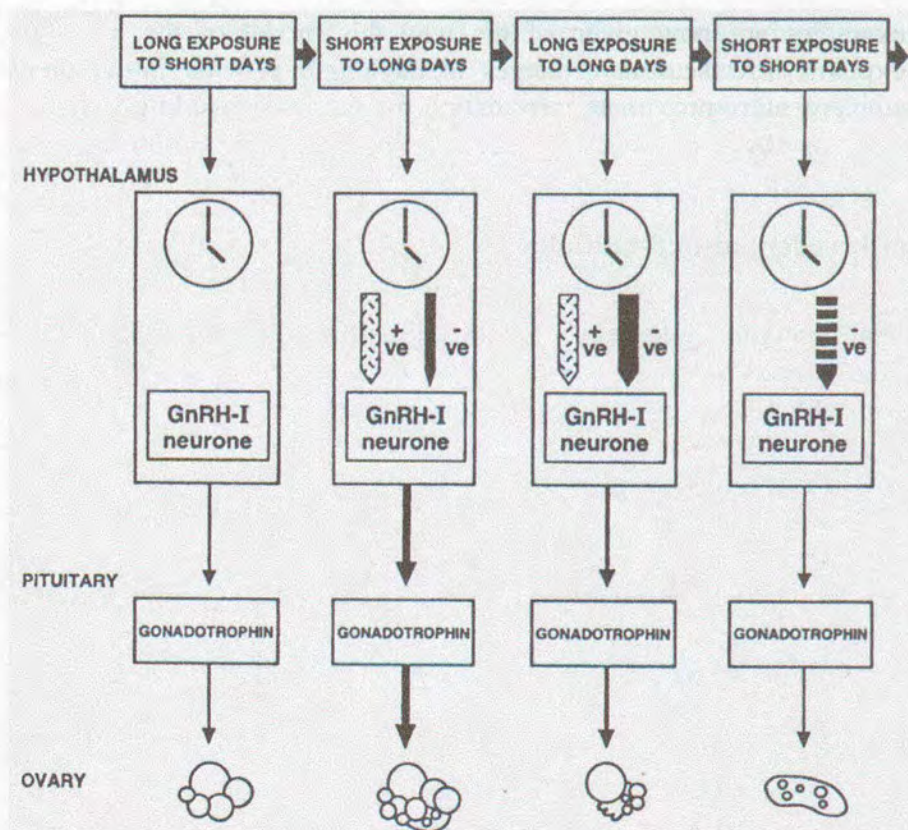 LONG EXPOSURE
TO SHORT DAYS
SHORT EXPOSURE
TO LONG DAYS
LONG EXPOSURE
TO LONG DAYS
SHORT EXPOSURE
TO SHORT DAYS
HYPOTHALAMUS
+
ve
-
ve
+
ve
-
ve
ve
GnRH-I
neurone
GnRH-I
neurone
GnRH-I
neurone
GnRH-I
neurone
PITUITARY
GONADOTROPHIN
GONADOTROPHIN
GONADOTROPHIN
GONADOTROPHIN
OVARY